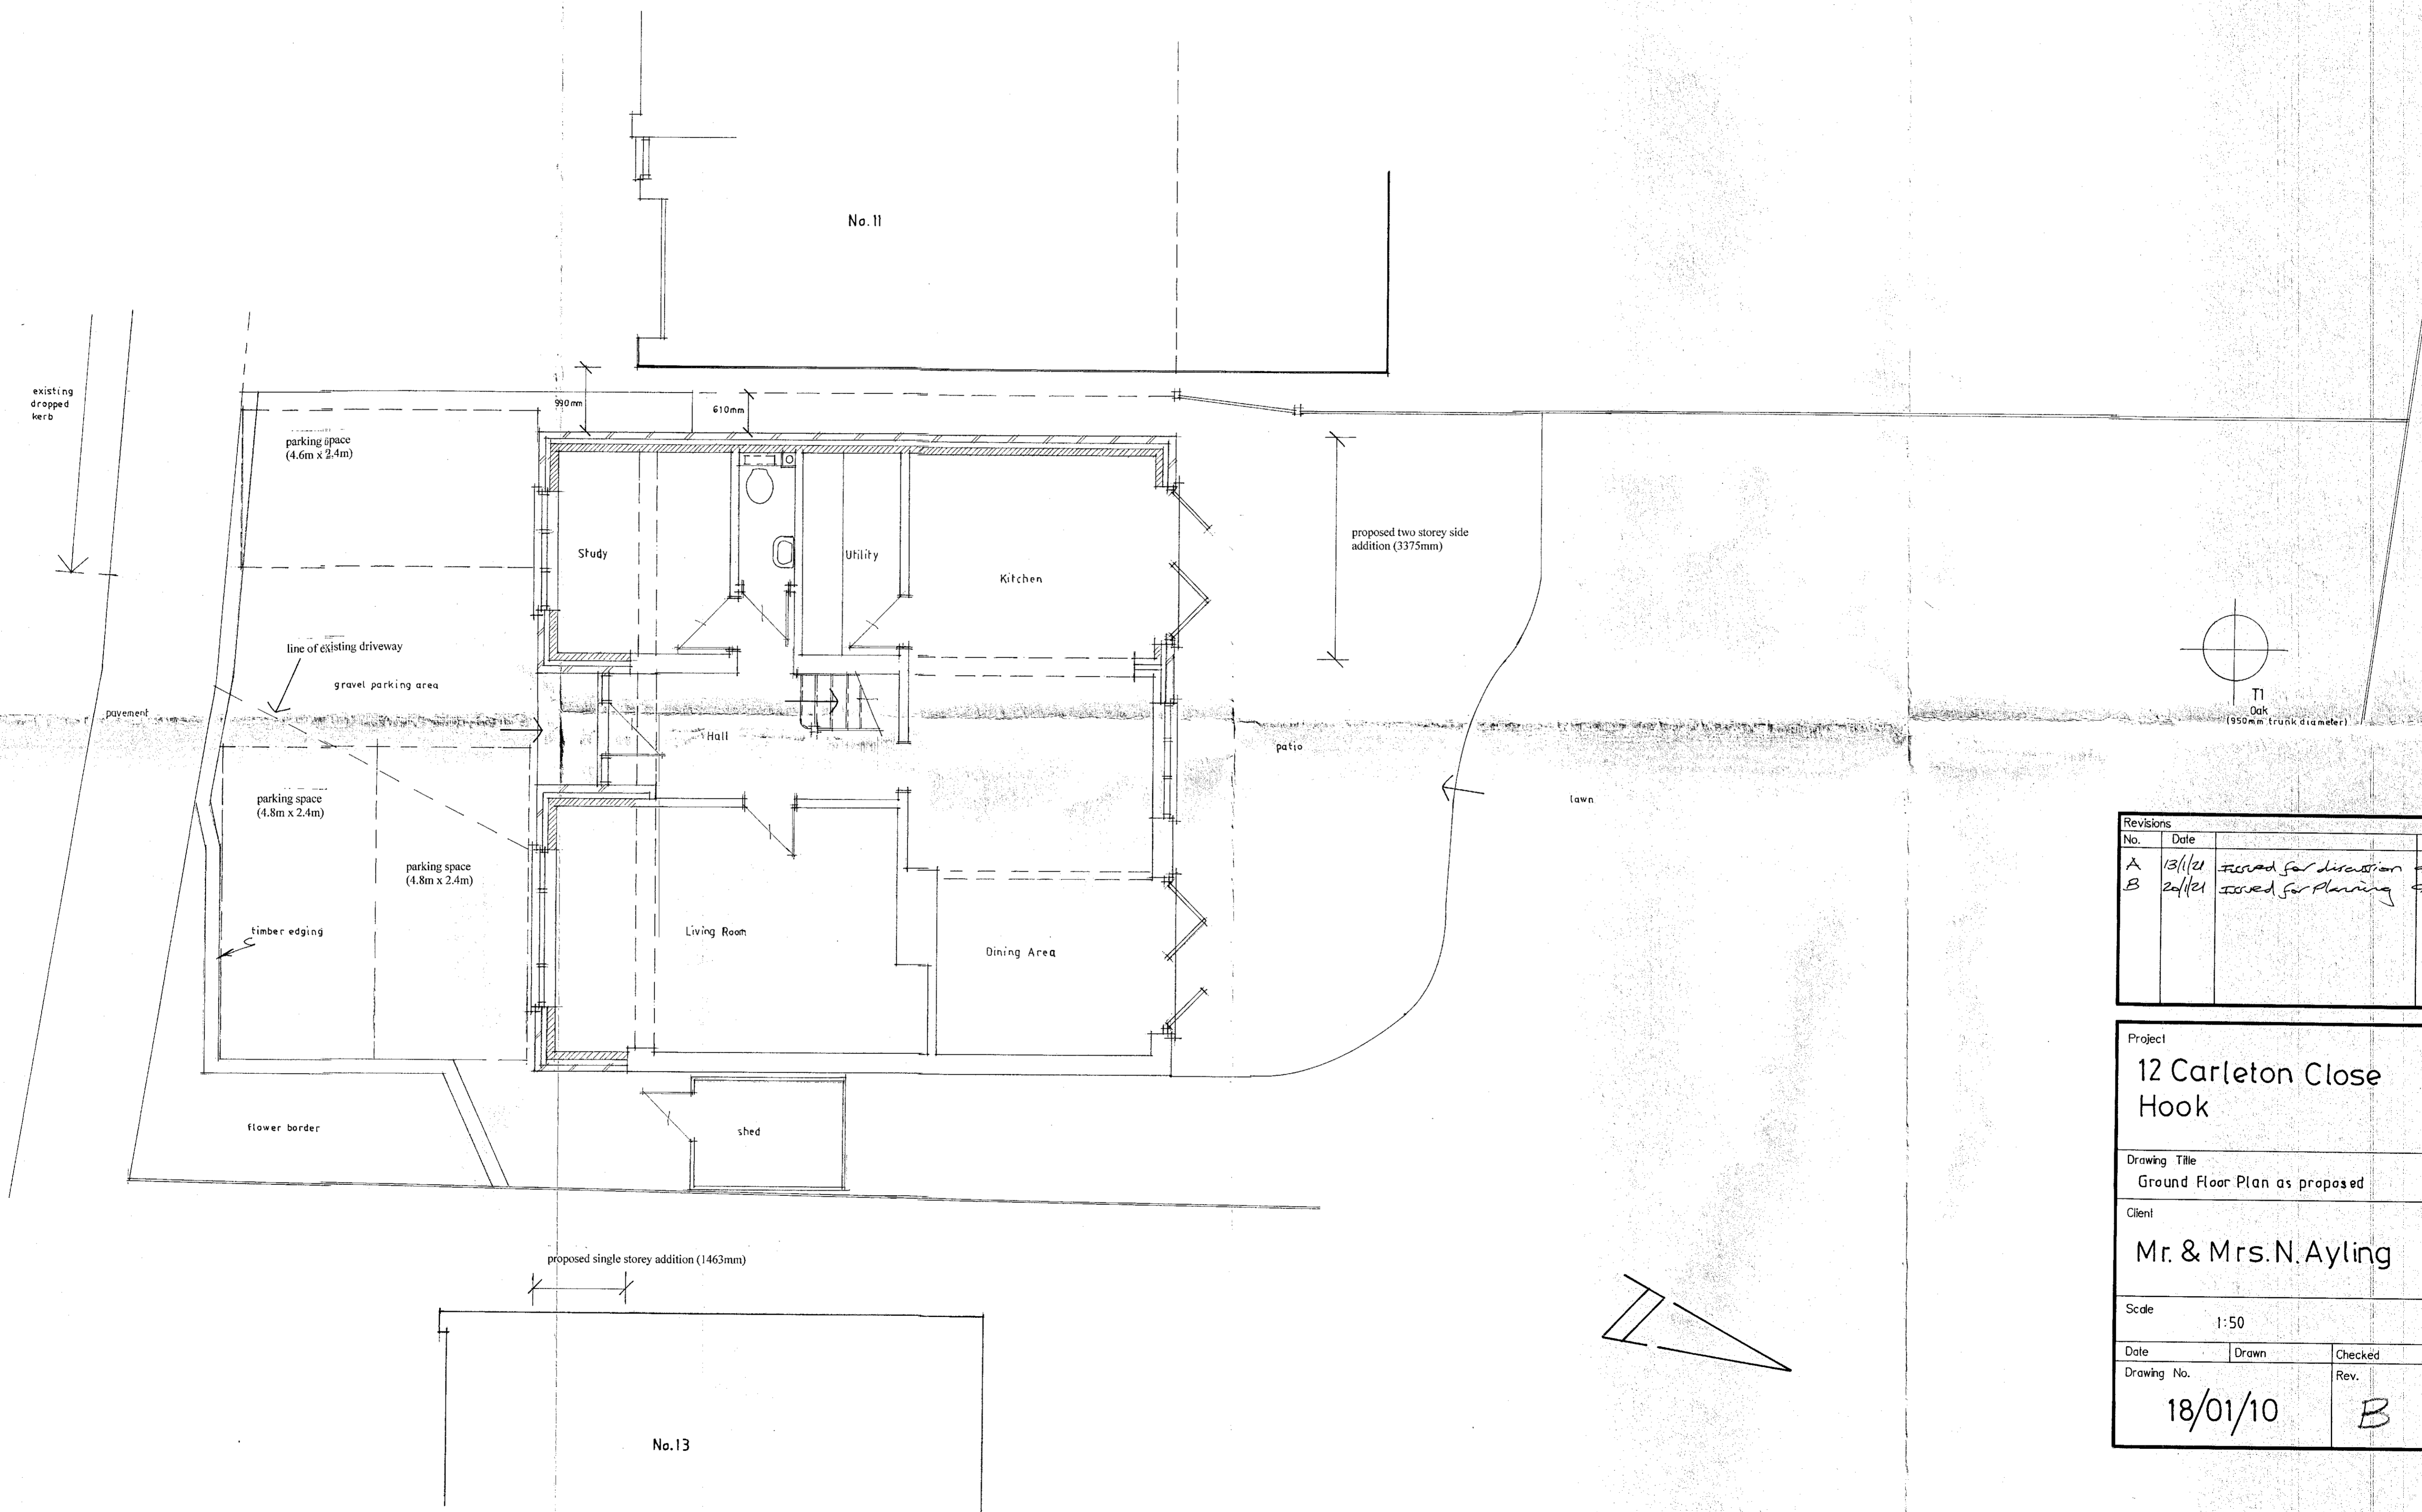 No.11
existing
dropped
kerb
990mm
610mm
parking space
(4.6m x 2.4m)
Study
Utility
Kitchen
proposed two storey side
addition (3375mm)
line of existing driveway
gravel parking area
pavement
Hall
patio
lawn
T1
Oak
(950mm trunk diameter)
parking space
(4.8m x 2.4m)
parking space
(4.8m x 2.4m)
timber edging
Living Room
Dining Area
flower border
shed
proposed single storey addition (1463mm)
No.13
Revisions
No. Date
A 13/1/21 Issued for discussion
B 20/1/21 Issued for Planning
Project
12 Carleton Close
Hook
Drawing Title
Ground Floor Plan as proposed
Client
Mr. & Mrs. N. Ayling
Scale
1:50
Date Drawn Checked
Drawing No. Rev.
18/01/10 B